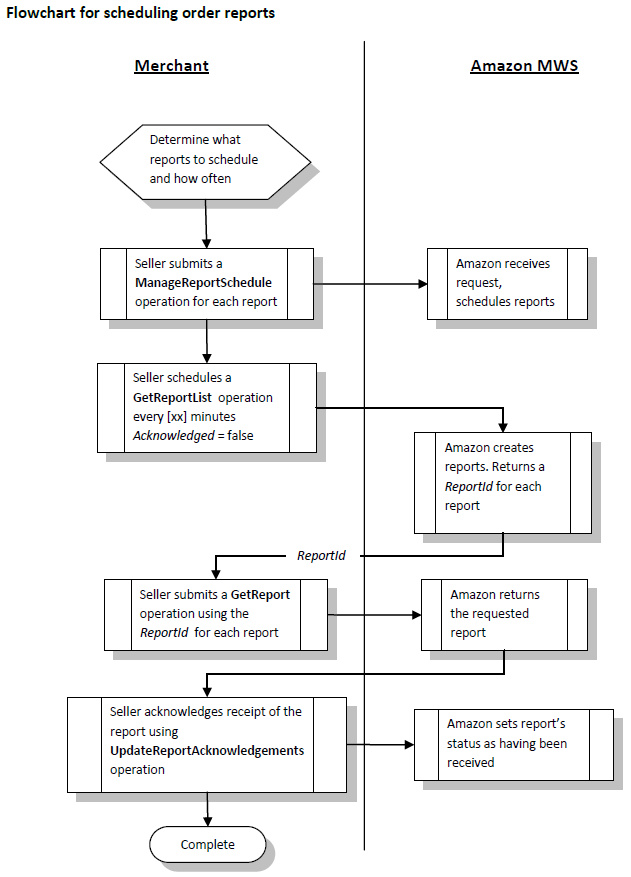 Flowchart for scheduling order reports
Merchant
Amazon MWS
Determine what
reports to schedule
and how often
Seller submits a
ManageReportSchedule
operation for each report
Amazon receives
request,
schedules reports
Seller schedules a
GetReportList operation
every [xx] minutes
Acknowledged = false
Amazon creates
reports. Returns a
ReportId for each
report
ReportId
Seller submits a GetReport
operation using the
ReportId for each report
Amazon returns
the requested
report
Seller acknowledges receipt of the
report using
UpdateReportAcknowledgements
operation
Amazon sets report’s
status as having been
received
Complete